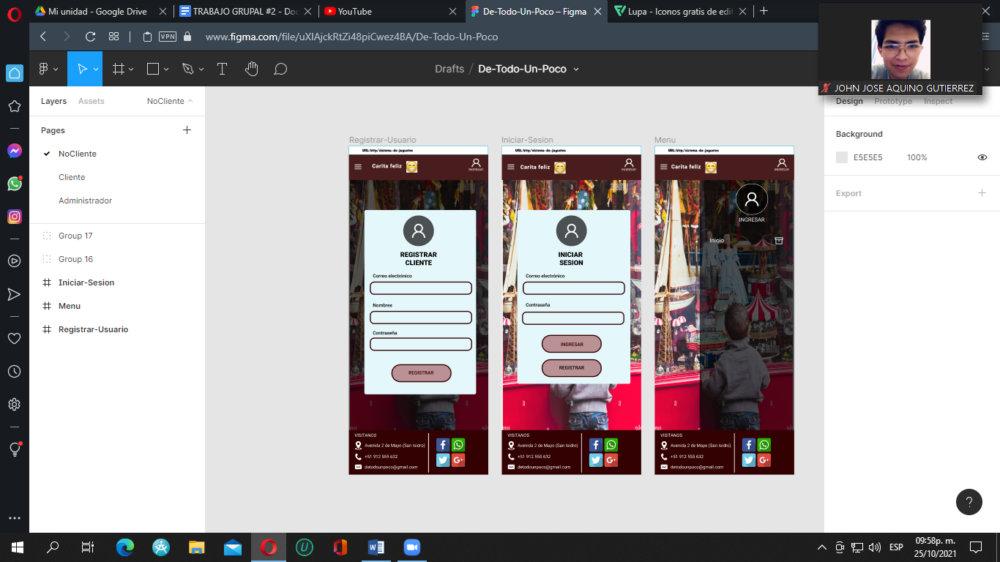 Mi unidad - Google Drive
TRABAJO GRUPAL #2 - Doc
YouTube
De-Todo-Un-Poco – Figma
Lupa - Iconos gratis de edit
VPN
www.figma.com/file/uXIAjckRtZi48piCwez4BA/De-Todo-Un-Poco
Drafts / De-Todo-Un-Poco
JOHN JOSE AQUINO GUTIERREZ
Layers
Assets
NoCliente
Pages
NoCliente
Cliente
Administrador
Group 17
Group 16
Iniciar-Sesion
Menu
Registrar-Usuario
Registrar-Usuario
URL: http/sistema-de-juguetes
Carita feliz
INGRESAR
REGISTRAR
CLIENTE
Correo electrónico
Nombres
Contraseña
REGISTRAR
VISITANOS
Avenida 2 de Mayo (San Isidro)
+51 912 555 632
detodounpoco@gmail.com
Iniciar-Sesion
URL: http/sistema-de-juguetes
Carita feliz
INGRESAR
INICIAR
SESION
Correo electrónico
Contraseña
INGRESAR
REGISTRAR
VISITANOS
Avenida 2 de Mayo (San Isidro)
+51 912 555 632
detodounpoco@gmail.com
Menu
URL: http/sistema-de-juguetes
Carita feliz
INGRESAR
INGRESAR
Inicio
VISITANOS
Avenida 2 de Mayo (San Isidro)
+51 912 555 632
detodounpoco@gmail.com
Design
Prototype
Inspect
Background
E5E5E5
100%
Export
?
ESP
09:58p. m.
25/10/2021